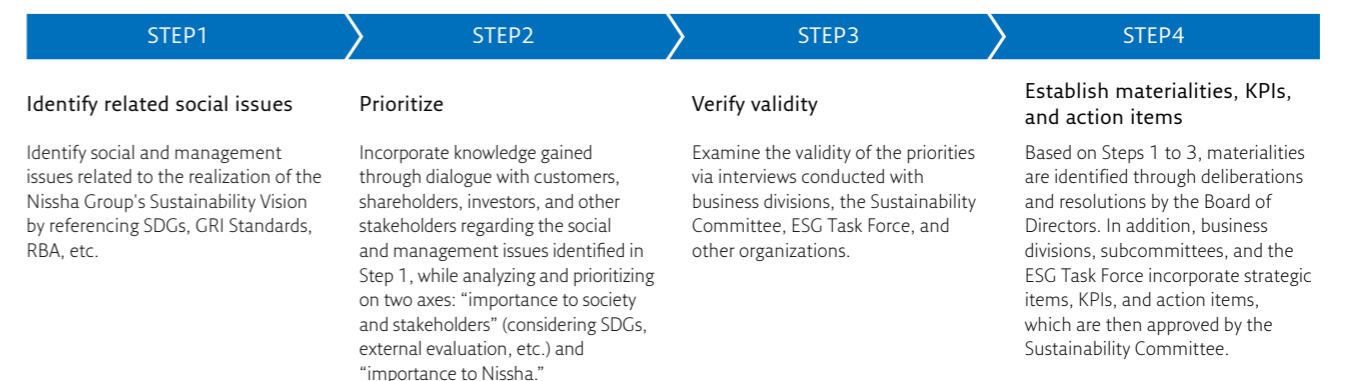 STEP1
STEP2
STEP3
STEP4
Identify related social issues
Identify social and management
issues related to the realization of the
Nissha Group's Sustainability Vision
by referencing SDGs, GRI Standards,
RBA, etc.
Prioritize
Incorporate knowledge gained
through dialogue with customers,
shareholders, investors, and other
stakeholders regarding the social
and management issues identified in
Step 1, while analyzing and prioritizing
on two axes: “importance to society
and stakeholders” (considering SDGs,
external evaluation, etc.) and
“importance to Nissha.”
Verify validity
Examine the validity of the priorities
via interviews conducted with
business divisions, the Sustainability
Committee, ESG Task Force, and
other organizations.
Establish materialities, KPIs,
and action items
Based on Steps 1 to 3, materialities
are identified through deliberations
and resolutions by the Board of
Directors. In addition, business
divisions, subcommittees, and the
ESG Task Force incorporate strategic
items, KPIs, and action items,
which are then approved by the
Sustainability Committee.